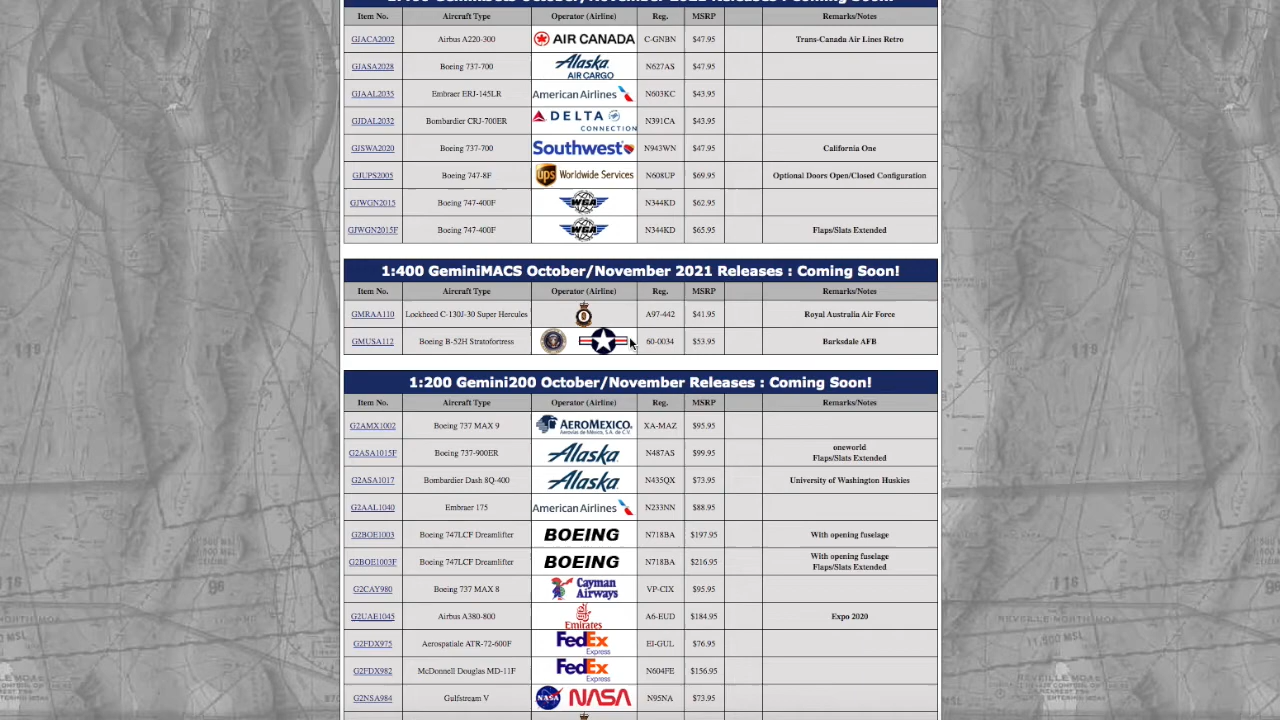 Item No. Aircraft Type Operator (Airline) Reg. MSRP Remarks/Notes
GJACA2002 Airbus A220-300 AIR CANADA C-GNBN $47.95 Trans-Canada Air Lines Retro
GJASA2028 Boeing 737-700 Alaska AIR CARGO N627AS $47.95
GJAAL2035 Embraer ERJ-145LR American Airlines N603KC $43.95
GJDAL2032 Bombardier CRJ-700ER DELTA CONNECTION N391CA $43.95
GJSWA2020 Boeing 737-700 Southwest N943WN $47.95 California One
GJUPS2005 Boeing 747-8F ups Worldwide Services N608UP $69.95 Optional Doors Open/Closed Configuration
GJWGN2015 Boeing 747-400F WGA N344KD $62.95
GJWGN2015F Boeing 747-400F WGA N344KD $65.95 Flaps/Slats Extended
1:400 GeminiMACS October/November 2021 Releases : Coming Soon!
Item No. Aircraft Type Operator (Airline) Reg. MSRP Remarks/Notes
GMRAA110 Lockheed C-130J-30 Super Hercules A97-442 $41.95 Royal Australia Air Force
GMUSA112 Boeing B-52H Stratofortress 60-0034 $53.95 Barksdale AFB
1:200 Gemini200 October/November Releases : Coming Soon!
Item No. Aircraft Type Operator (Airline) Reg. MSRP Remarks/Notes
G2AMX1002 Boeing 737 MAX 9 AEROMEXICO. XA-MAZ $95.95
G2ASA1015F Boeing 737-900ER Alaska N487AS $99.95 oneworld
Flaps/Slats Extended
G2ASA1017 Bombardier Dash 8Q-400 Alaska N435QX $73.95 University of Washington Huskies
G2AAL1040 Embraer 175 American Airlines N233NN $88.95
G2BOE1003 Boeing 747LCF Dreamlifter BOEING N718BA $197.95 With opening fuselage
G2BOE1003F Boeing 747LCF Dreamlifter BOEING N718BA $216.95 With opening fuselage
Flaps/Slats Extended
G2CAY980 Boeing 737 MAX 8 Cayman Airways VP-CIX $95.95
G2UAE1045 Airbus A380-800 Emirates A6-EUD $184.95 Expo 2020
G2FDX975 Aerospatiale ATR-72-600F FedEx Express EI-GUL $76.95
G2FDX982 McDonnell Douglas MD-11F FedEx Express N604FE $156.95
Gulfstream V NASA N95NA $73.95